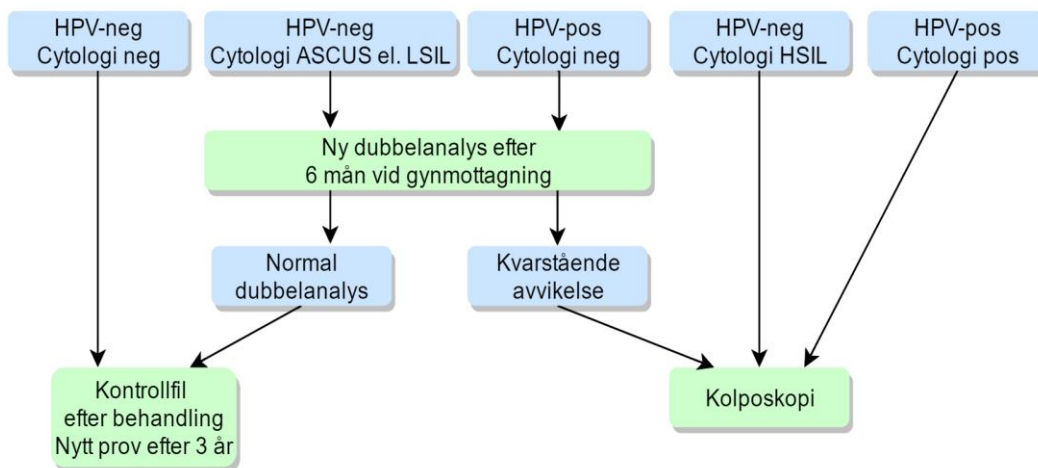 HPV-neg
Cytologi neg
HPV-neg
Cytologi ASCUS el. LSIL
HPV-pos
Cytologi neg
HPV-neg
Cytologi HSIL
HPV-pos
Cytologi pos
Ny dubbelanalys efter
6 mån vid gynmottagning
Normal
dubbelanalys
Kvarstående
avvikelse
Kontrollfil
efter behandling
Nytt prov efter 3 år
Kolposkopi